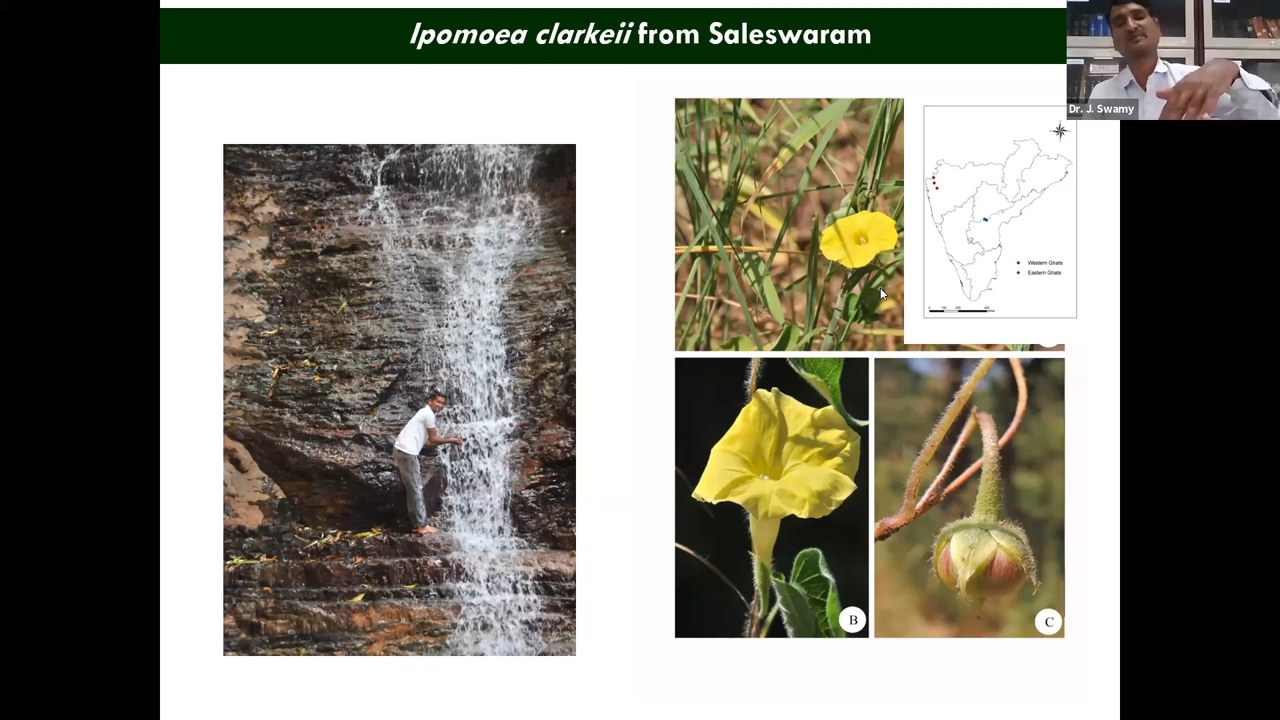 Ipomoea clarkeii from Saleswaram
Dr. J. Swamy
Western Ghats
Eastern Ghats
B
C